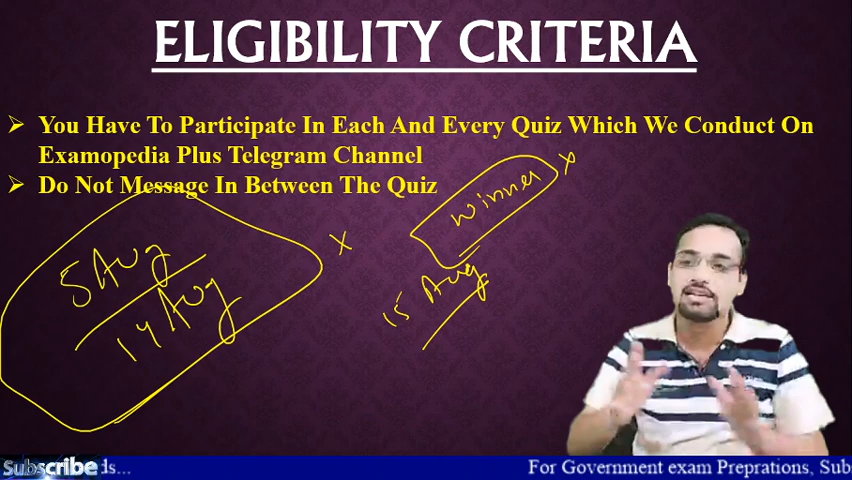 ELIGIBILITY CRITERIA
You Have To Participate In Each And Every Quiz Which We Conduct On
Examopedia Plus Telegram Channel
Do Not Message In Between The Quiz
Winner x
5 Aug x
14 Aug
15 Aug
Subscribe ds...
For Government exam Preprations, Sub